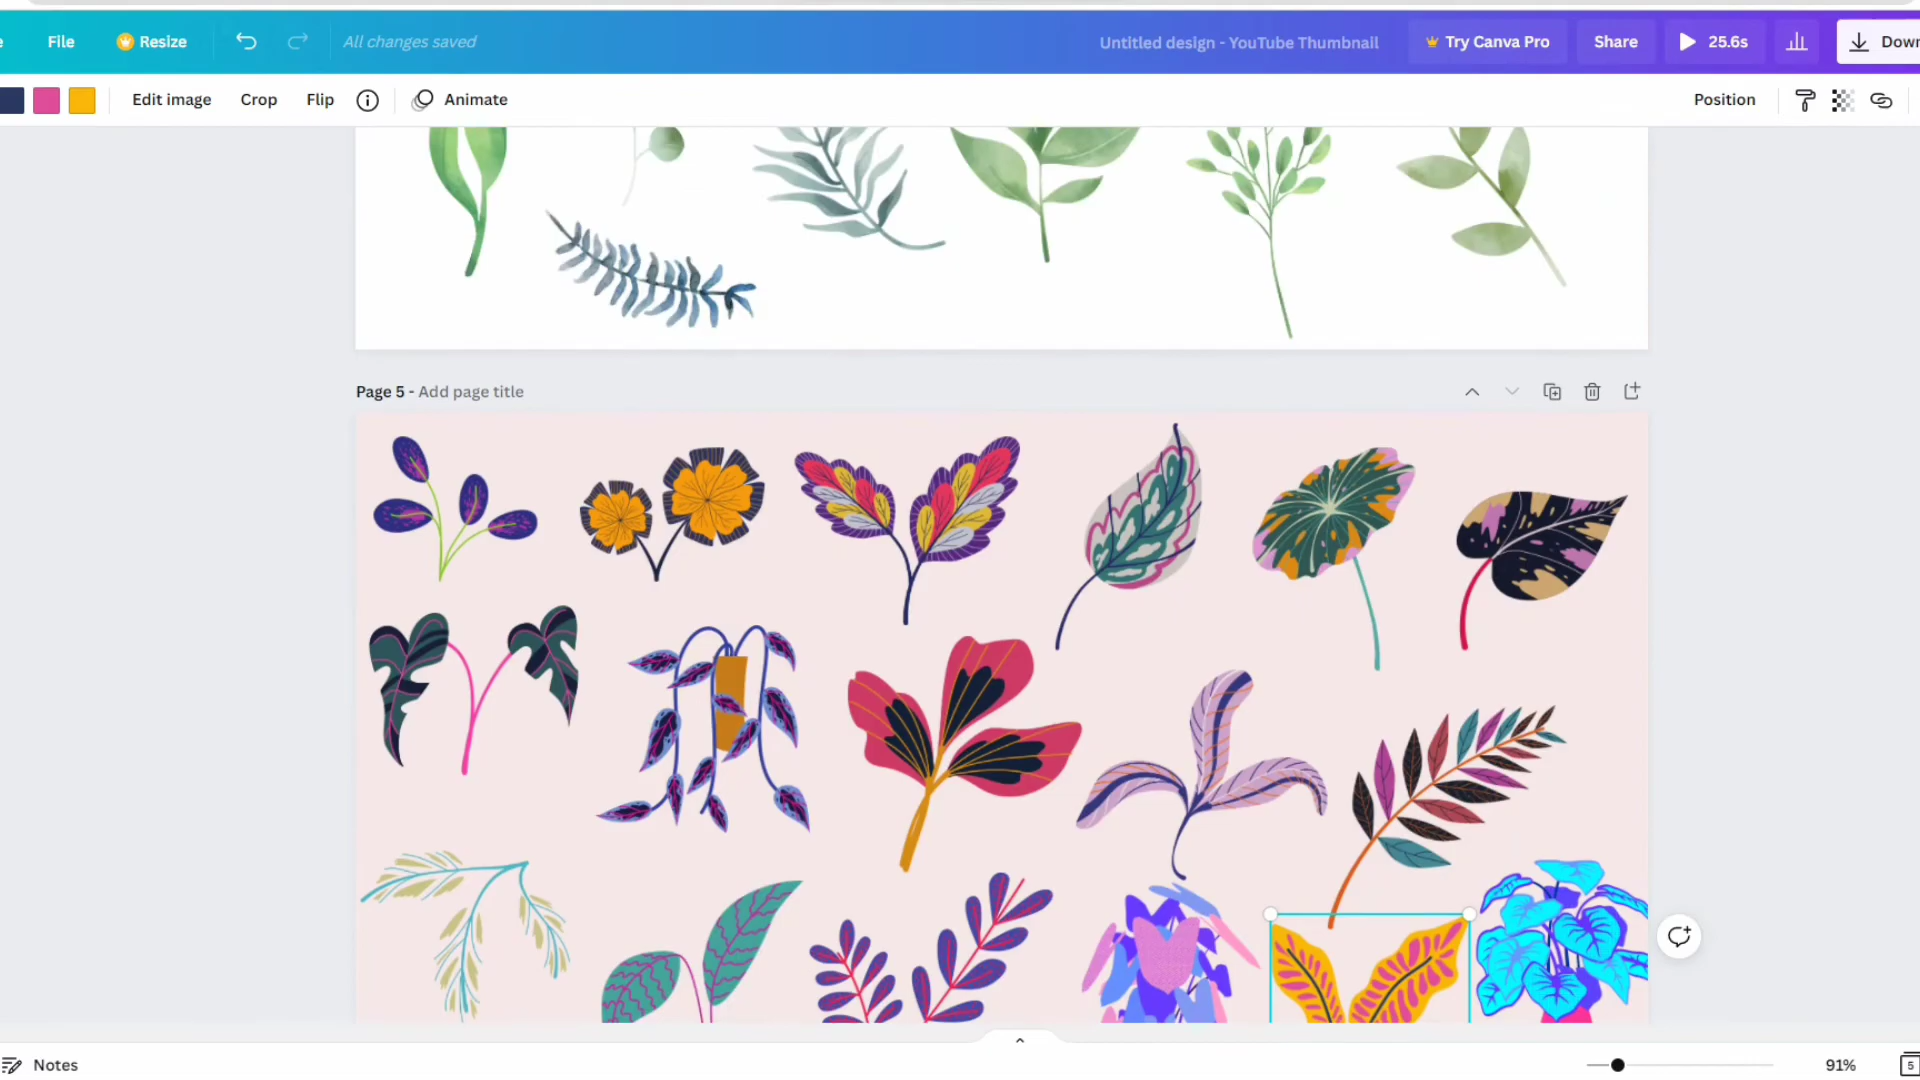 File
Resize
All changes saved
Untitled design - YouTube Thumbnail
Try Canva Pro
Share
25.6s
Edit image
Crop
Flip
Animate
Position
Page 5 - Add page title
Notes
91%
5